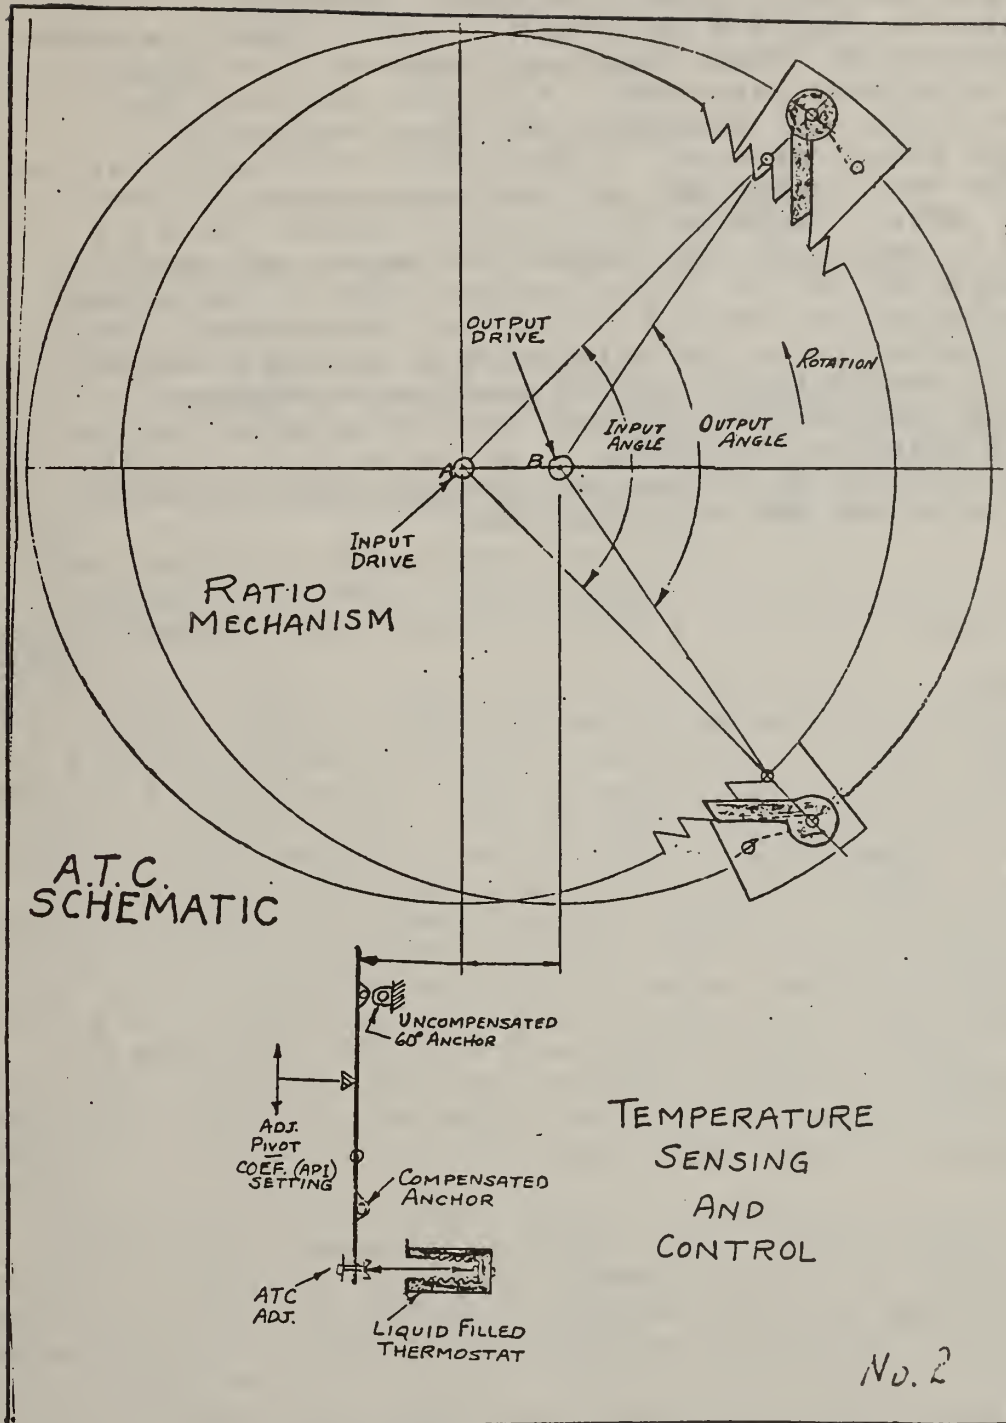 OUTPUT
DRIVE
ROTATION
INPUT
ANGLE
OUTPUT
ANGLE
A
B
INPUT
DRIVE
RATIO
MECHANISM
A.T.C.
SCHEMATIC
UNCOMPENSATED
60° ANCHOR
ADJ.
PIVOT
COEF. (API)
SETTING
COMPENSATED
ANCHOR
ATC
ADJ.
LIQUID FILLED
THERMOSTAT
TEMPERATURE
SENSING
AND
CONTROL
No. 2